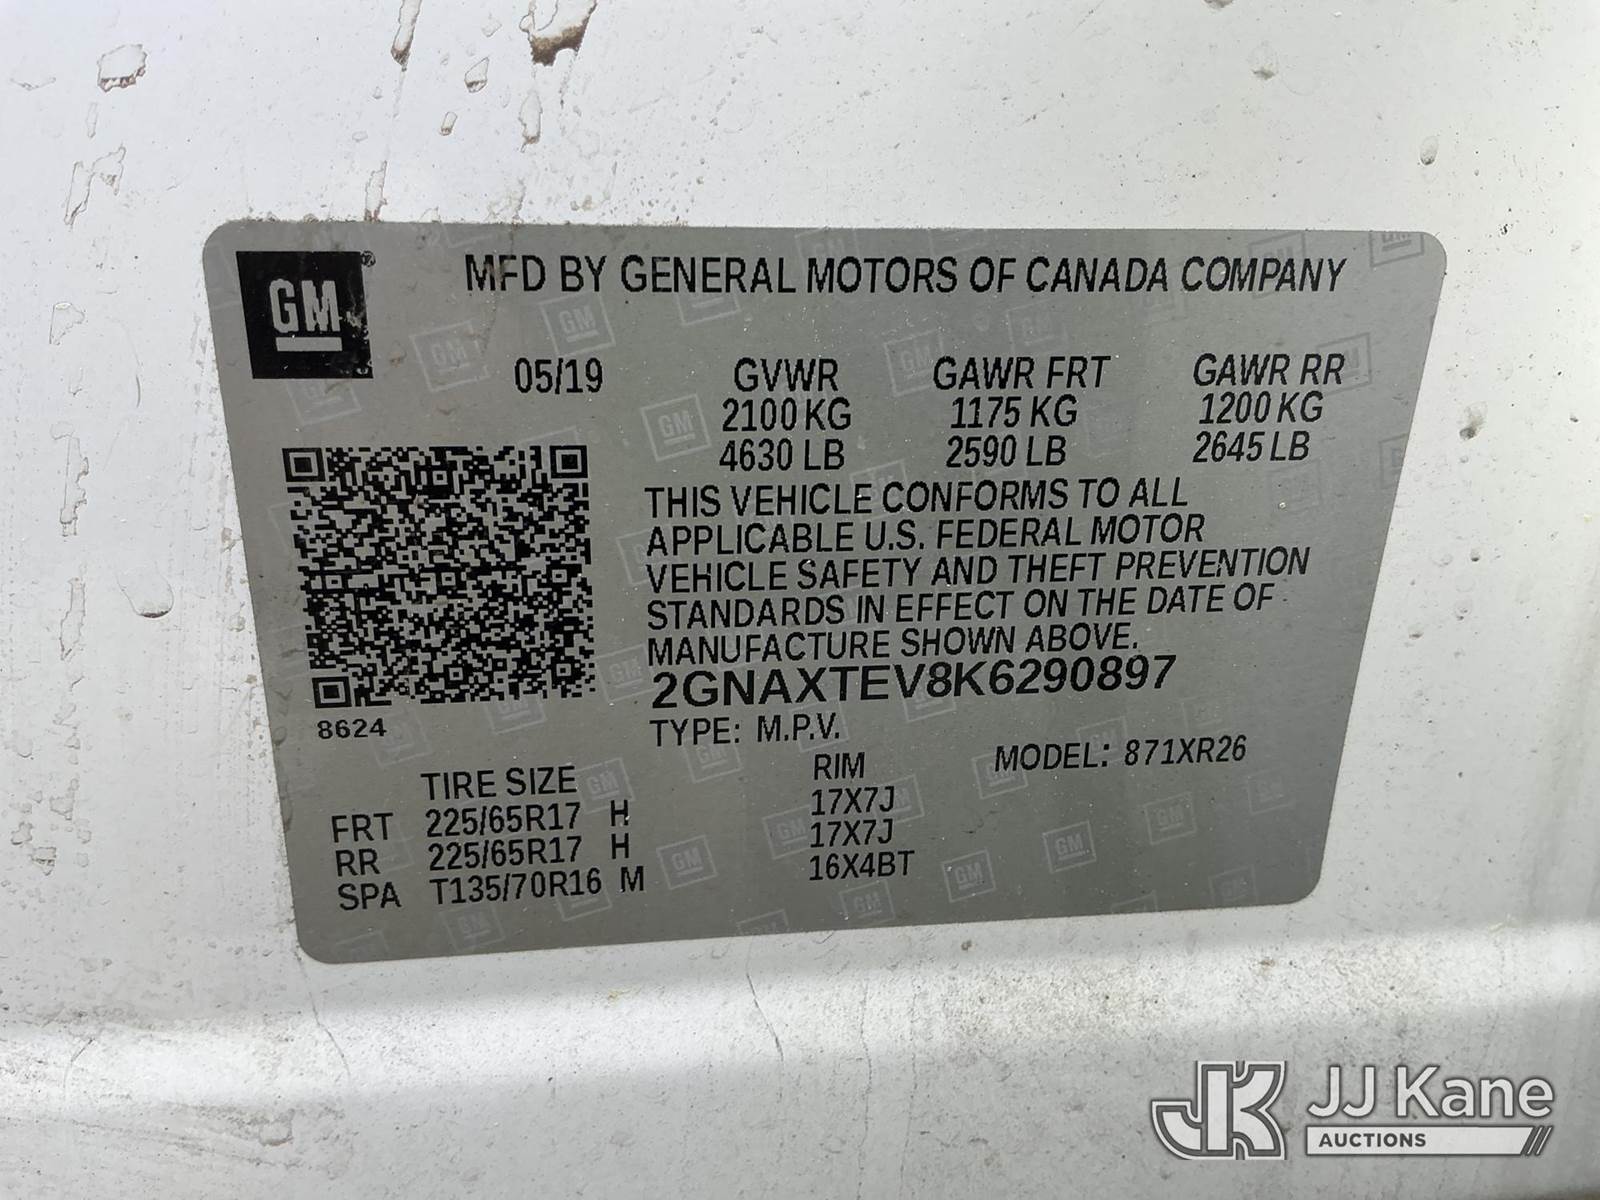 GM
MFD BY GENERAL MOTORS OF CANADA COMPANY
05/19 GVWR GAWR FRT GAWR RR
2100 KG 1175 KG 1200 KG
4630 LB 2590 LB 2645 LB
THIS VEHICLE CONFORMS TO ALL
APPLICABLE U.S. FEDERAL MOTOR
VEHICLE SAFETY AND THEFT PREVENTION
STANDARDS IN EFFECT ON THE DATE OF
MANUFACTURE SHOWN ABOVE.
2GNAXTEV8K6290897
8624
TYPE: M.P.V.
MODEL: 871XR26
TIRE SIZE RIM
FRT 225/65R17 H 17X7J
RR 225/65R17 H 17X7J
SPA T135/70R16 M 16X4BT
JK JJ Kane
AUCTIONS